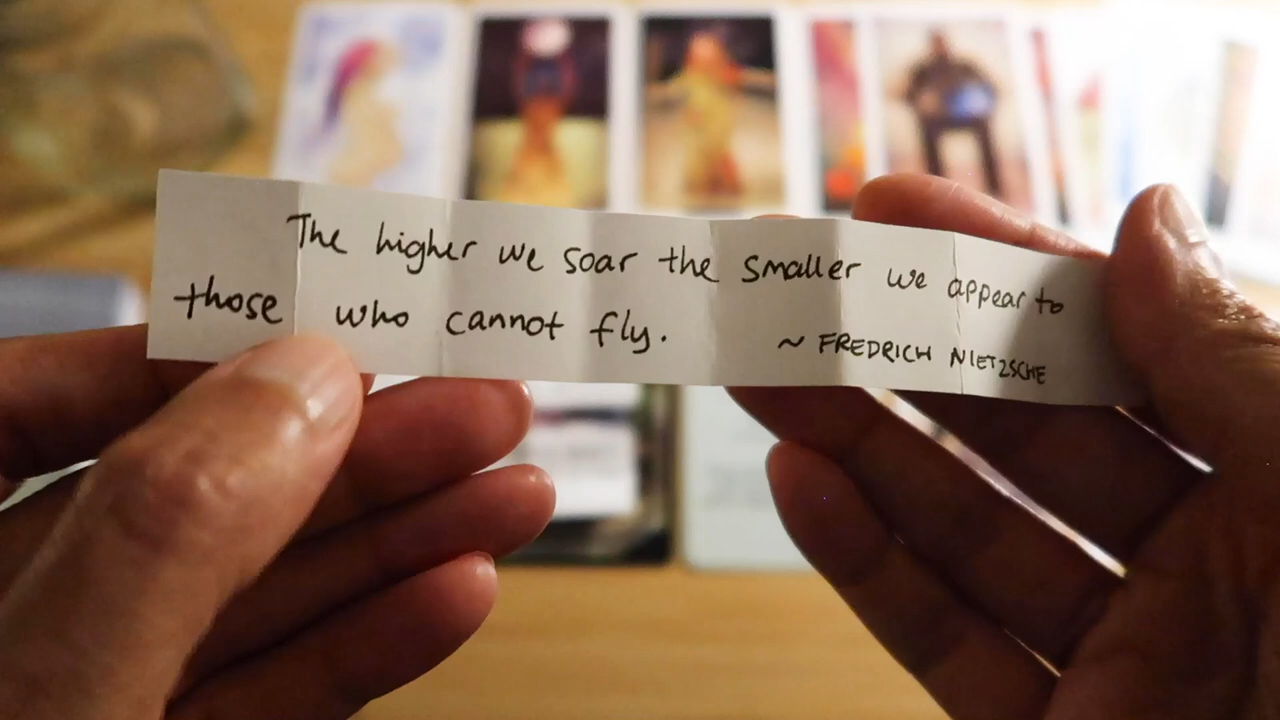 The higher we soar the smaller we appear to
those who cannot fly.
~ FREDRICH NIETZSCHE